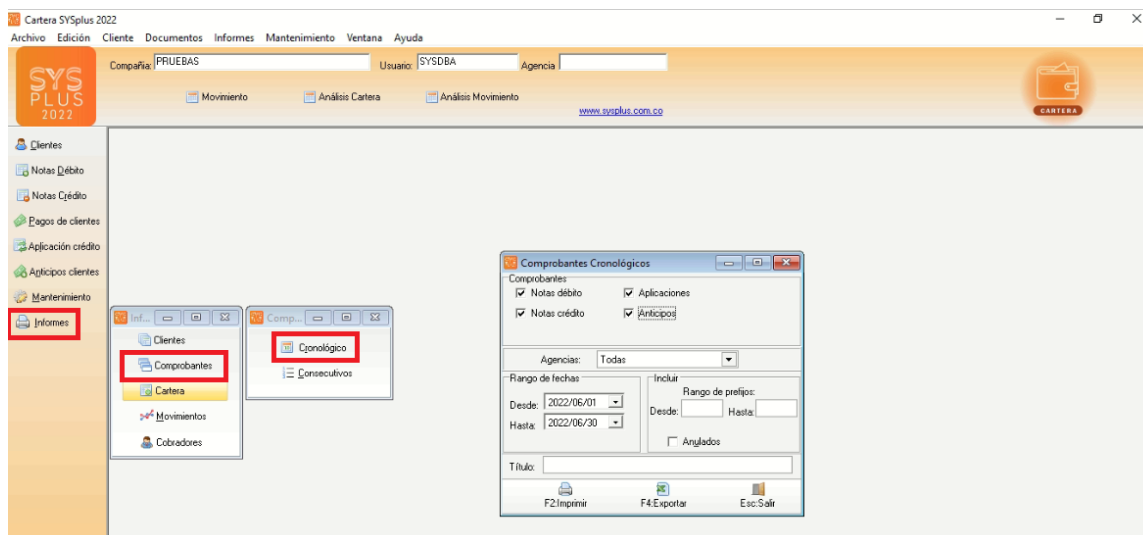 Cartera SYSplus 2022
Archivo Edición Cliente Documentos Informes Mantenimiento Ventana Ayuda
Compañia: PRUEBAS Usuario: SYSDBA Agencia
SYS
PLUS
2022
Movimiento Análisis Cartera Análisis Movimiento
www.sysplus.com.co
CARTERA
Clientes
Notas Débito
Notas Crédito
Pagos de clientes
Aplicación crédito
Anticipos clientes
Mantenimiento
Informes
Inf...
Clientes
Comprobantes
Cartera
Movimientos
Cobradores
Comp...
Cronológico
Consecutivos
Comprobantes Cronológicos
Comprobantes
Notas débito Aplicaciones
Notas crédito Anticipos
Agencias: Todas
Rango de fechas Incluir
Rango de prefijos:
Desde: 2022/06/01 Desde: Hasta:
Hasta: 2022/06/30
Anulados
Título:
F2:Imprimir F4:Exportar Esc:Salir